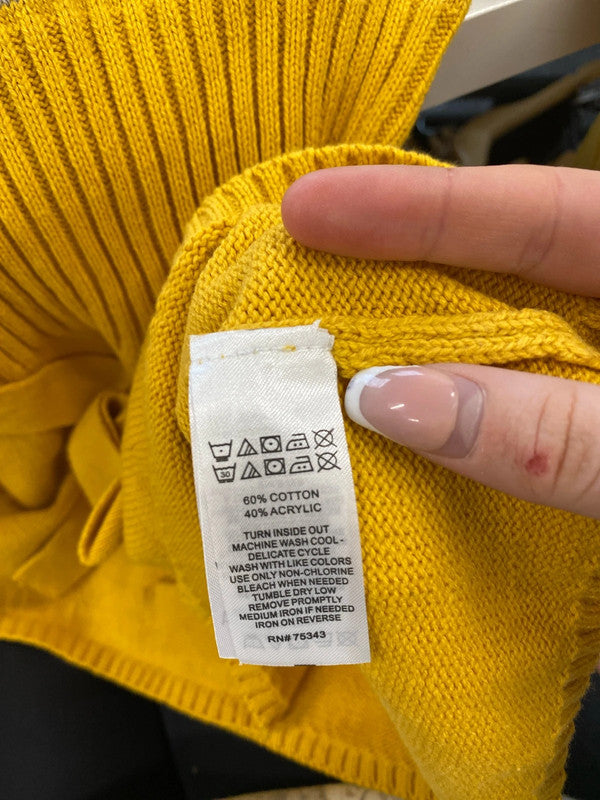 30
60% COTTON
40% ACRYLIC
TURN INSIDE OUT
MACHINE WASH COOL -
DELICATE CYCLE
WASH WITH LIKE COLORS
USE ONLY NON-CHLORINE
BLEACH WHEN NEEDED
TUMBLE DRY LOW
REMOVE PROMPTLY
MEDIUM IRON IF NEEDED
IRON ON REVERSE
RN# 75343